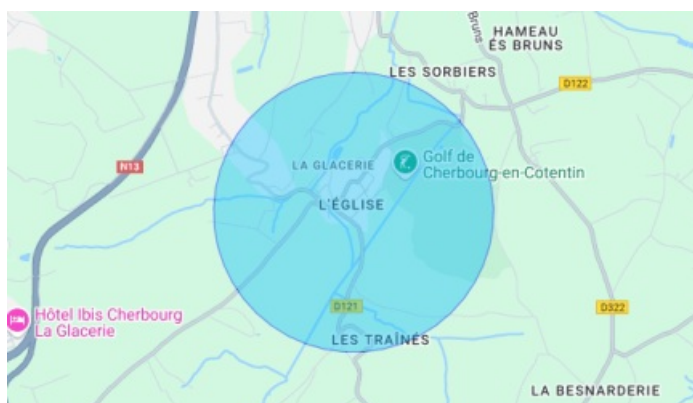 HAMEAU
ÉS BRUNS
Bruns
LES SORBIERS
D122
N13
LA GLACERIE
Golf de
Cherbourg-en-Cotentin
L'ÉGLISE
D121
D322
Hôtel Ibis Cherbourg
La Glacerie
LES TRAÎNÉS
LA BESNARDERIE